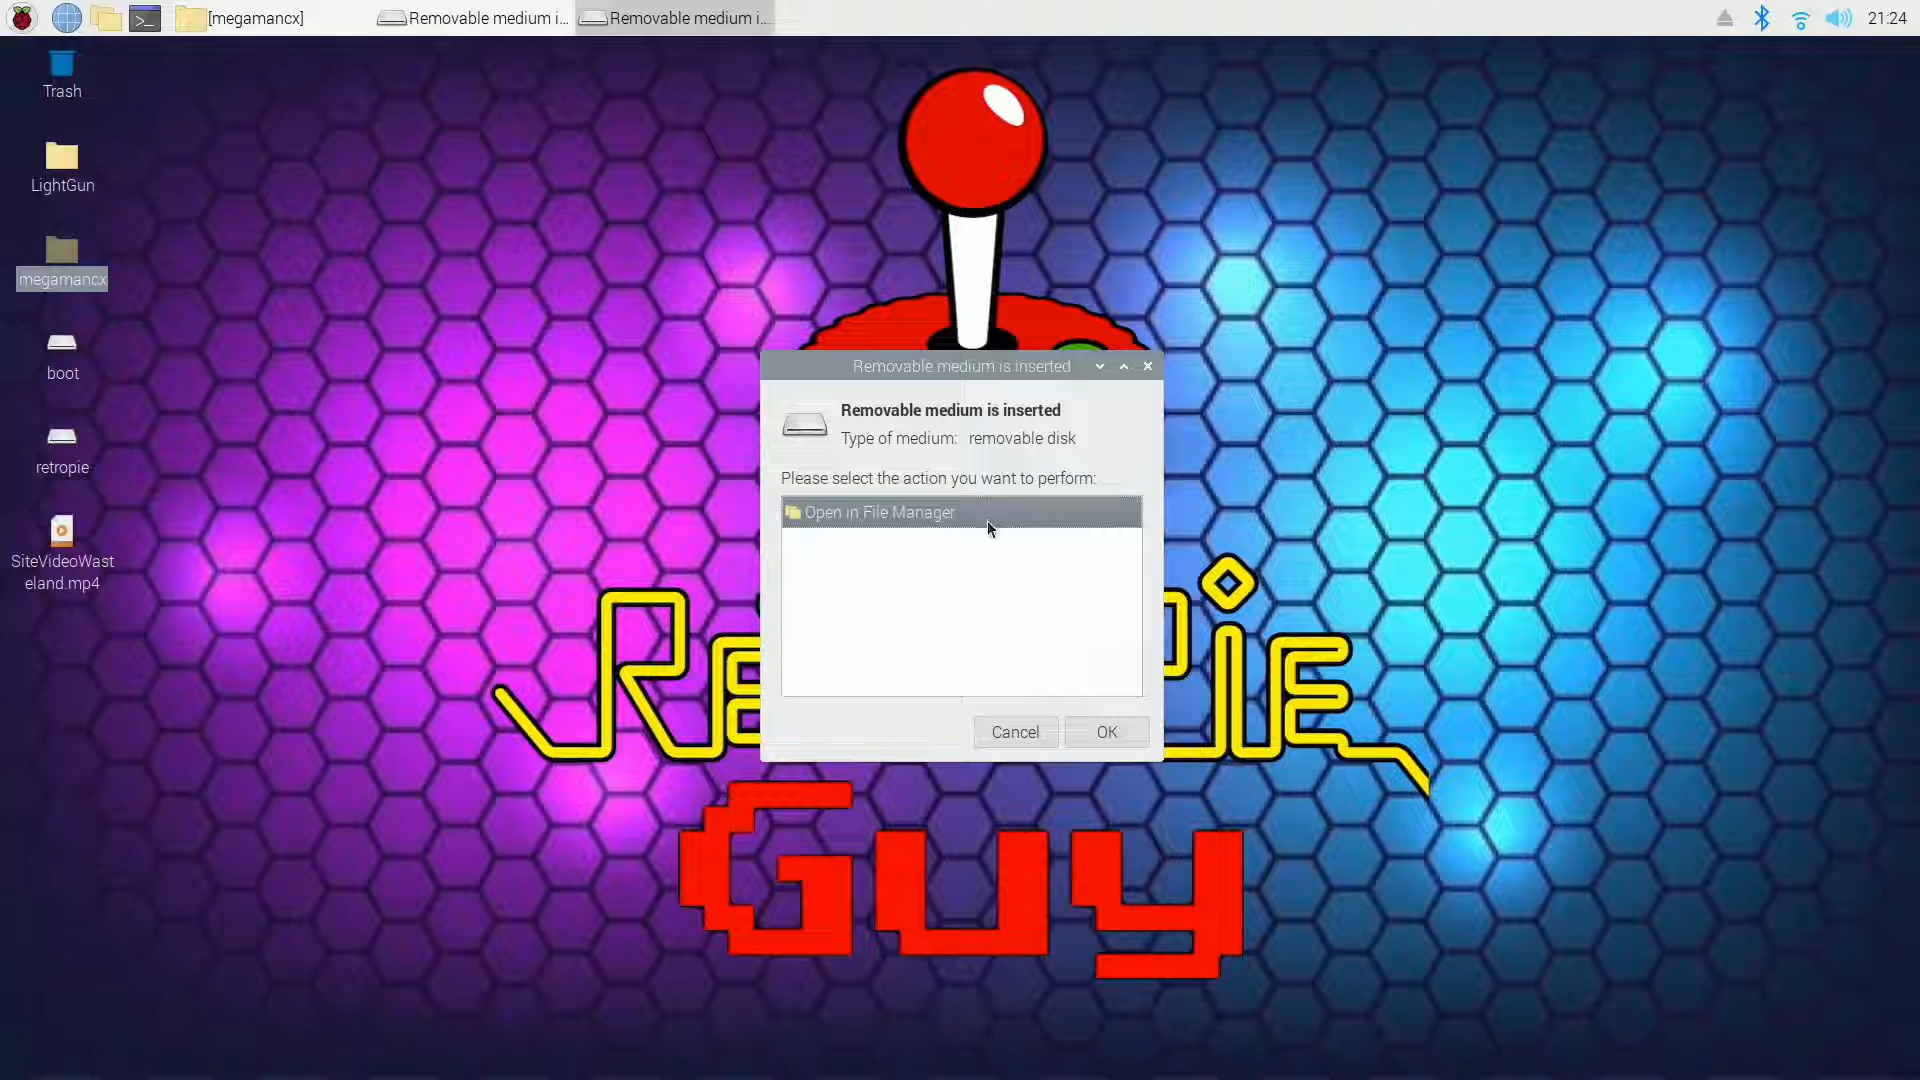 [megamancx]
Removable medium i...
Removable medium i...
21:24
Trash
LightGun
megamancx
boot
retropie
SiteVideoWast
eland.mp4
Removable medium is inserted
Removable medium is inserted
Type of medium: removable disk
Please select the action you want to perform:
Open in File Manager
Cancel
OK
Guy